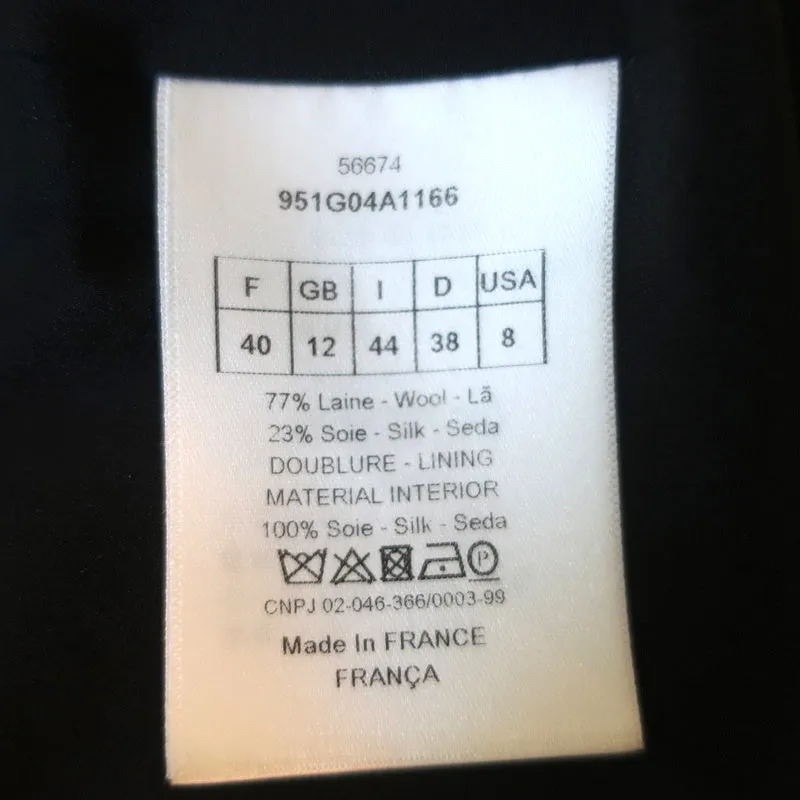 56674
951G04A1166
F GB I D USA
40 12 44 38 8
77% Laine - Wool - Lã
23% Soie - Silk - Seda
DOUBLURE - LINING
MATERIAL INTERIOR
100% Soie - Silk - Seda
P
CNPJ 02-046-366/0003-99
Made In FRANCE
FRANÇA